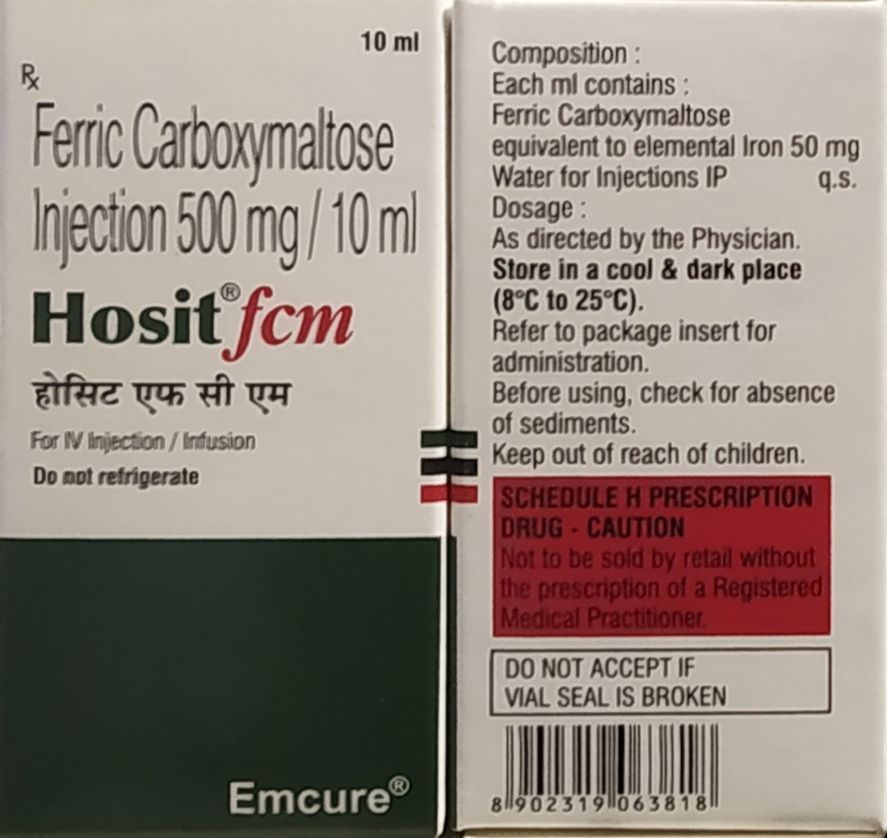 10 ml
Rx
Ferric Carboxymaltose
Injection 500 mg / 10 ml
Hosit® fcm
होसिट एफ सी एम
For IV Injection / Infusion
Do not refrigerate
Emcure®
Composition :
Each ml contains :
Ferric Carboxymaltose
equivalent to elemental Iron 50 mg
Water for Injections IP q.s.
Dosage :
As directed by the Physician.
Store in a cool & dark place
(8°C to 25°C).
Refer to package insert for
administration.
Before using, check for absence
of sediments.
Keep out of reach of children.
SCHEDULE H PRESCRIPTION
DRUG - CAUTION
Not to be sold by retail without
the prescription of a Registered
Medical Practitioner.
DO NOT ACCEPT IF
VIAL SEAL IS BROKEN
8 902319 063818